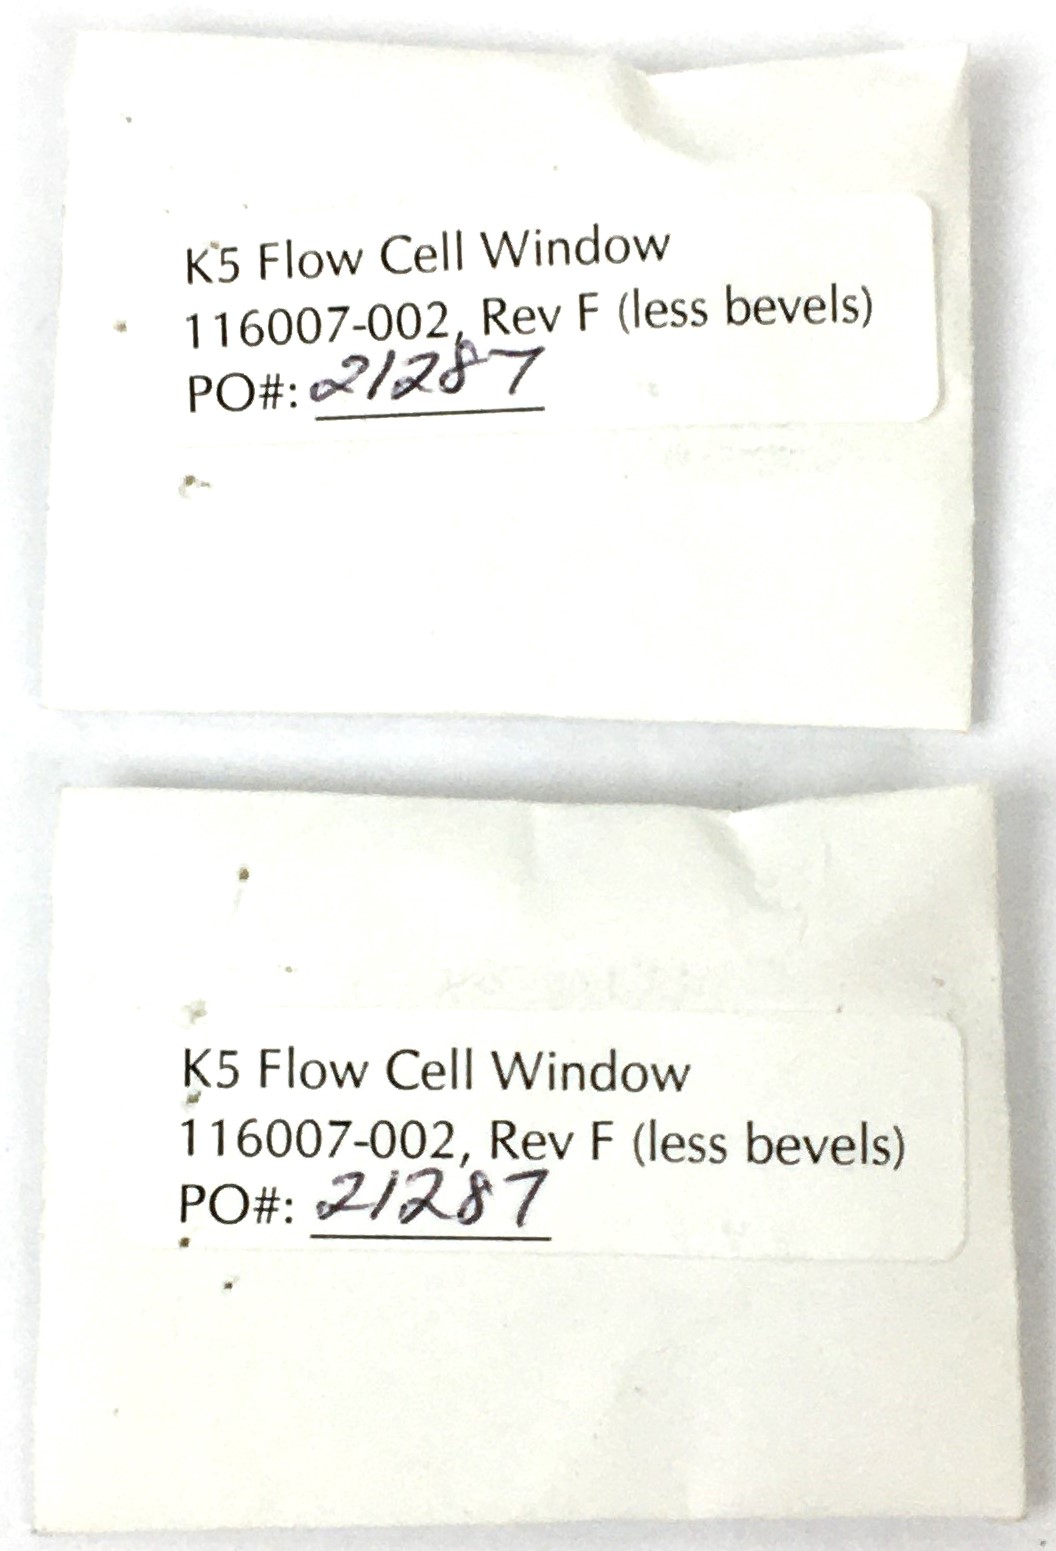 K5 Flow Cell Window
116007-002, Rev F (less bevels)
PO#: 21287
K5 Flow Cell Window
116007-002, Rev F (less bevels)
PO#: 21287